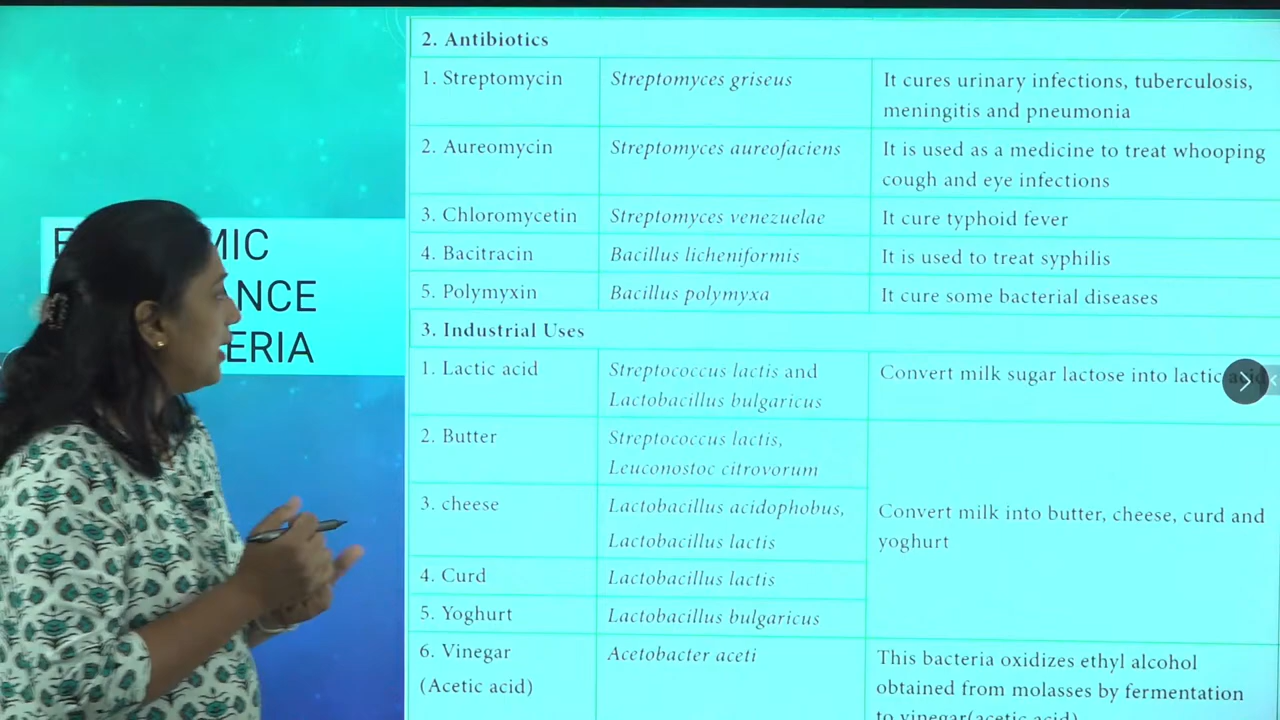 2. Antibiotics
1. Streptomycin
Streptomyces griseus
It cures urinary infections, tuberculosis,
meningitis and pneumonia
2. Aureomycin
Streptomyces aureofaciens
It is used as a medicine to treat whooping
cough and eye infections
3. Chloromycetin
Streptomyces venezuelae
It cure typhoid fever
4. Bacitracin
Bacillus licheniformis
It is used to treat syphilis
5. Polymyxin
Bacillus polymyxa
It cure some bacterial diseases
3. Industrial Uses
1. Lactic acid
Streptococcus lactis and
Lactobacillus bulgaricus
Convert milk sugar lactose into lactic acid
2. Butter
Streptococcus lactis,
Leuconostoc citrovorum
3. cheese
Lactobacillus acidophobus,
Lactobacillus lactis
Convert milk into butter, cheese, curd and
yoghurt
4. Curd
Lactobacillus lactis
5. Yoghurt
Lactobacillus bulgaricus
6. Vinegar
(Acetic acid)
Acetobacter aceti
This bacteria oxidizes ethyl alcohol
obtained from molasses by fermentation
to vinegar(acetic acid)